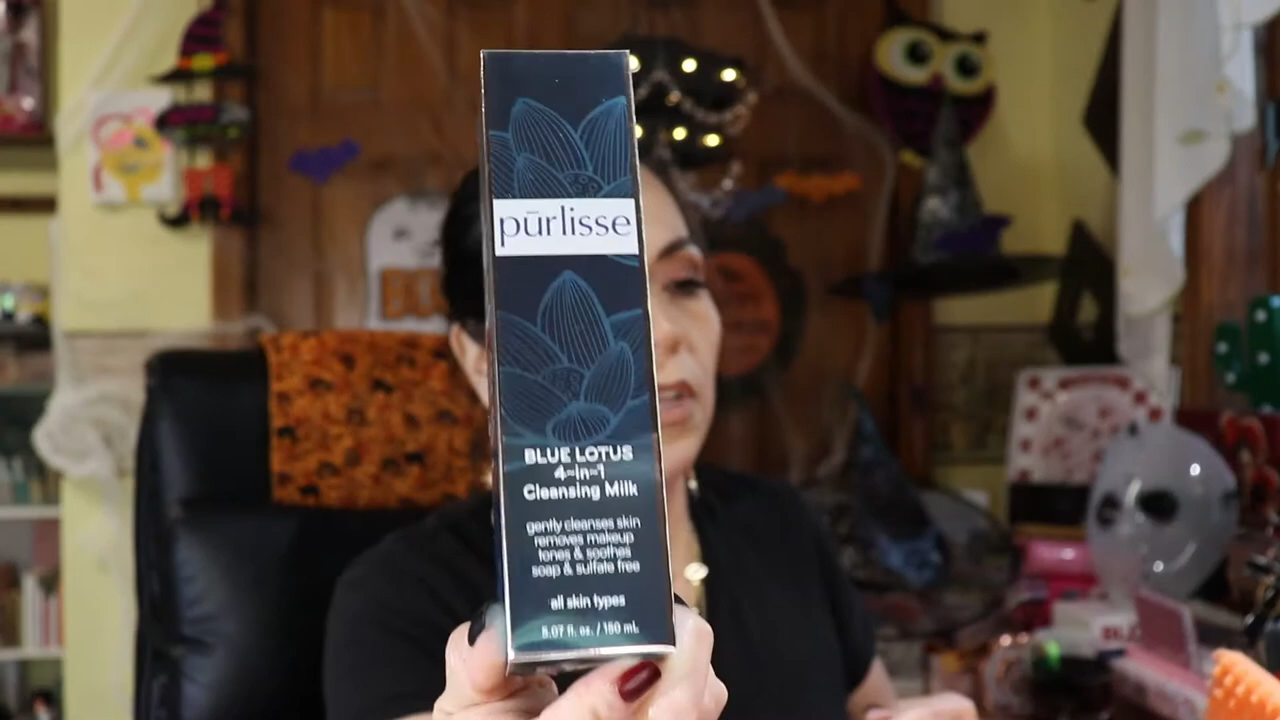 pūrlisse
BLUE LOTUS
4-in-1
Cleansing Milk
gently cleanses skin
removes makeup
tones & soothes
soap & sulfate free
all skin types
5.07 fl. oz. / 150 mL